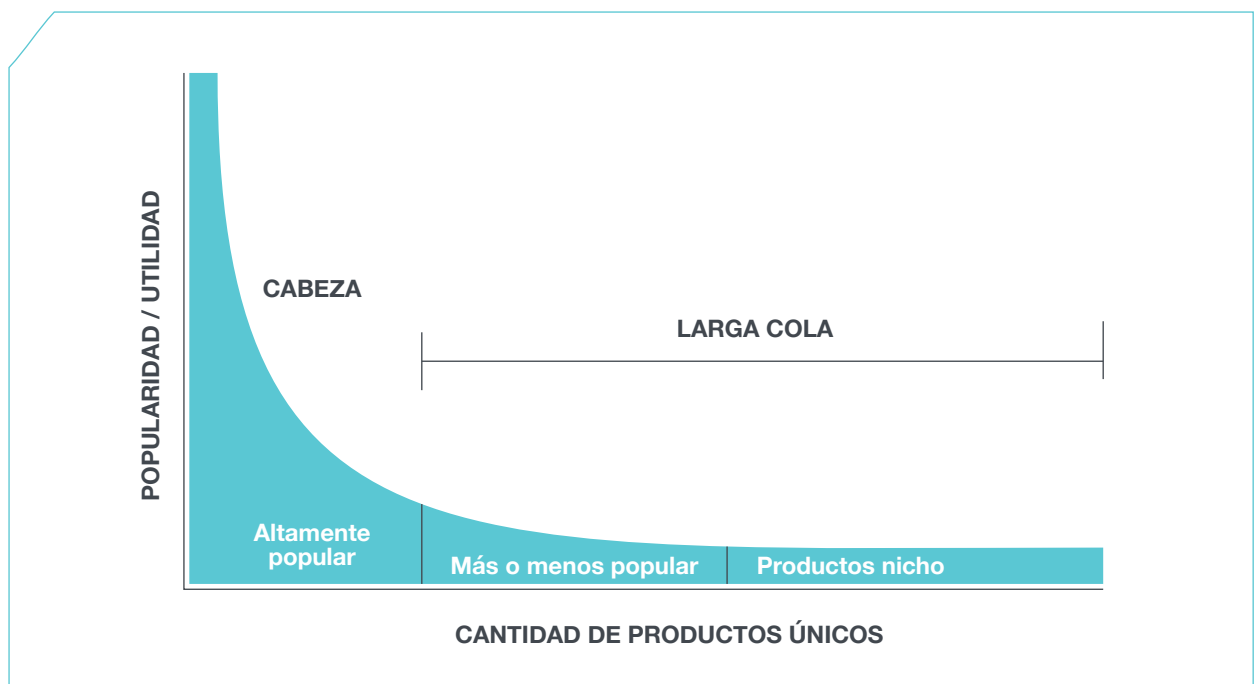 POPULARIDAD / UTILIDAD
CABEZA
LARGA COLA
Altamente
popular
Más o menos popular
Productos nicho
CANTIDAD DE PRODUCTOS ÚNICOS